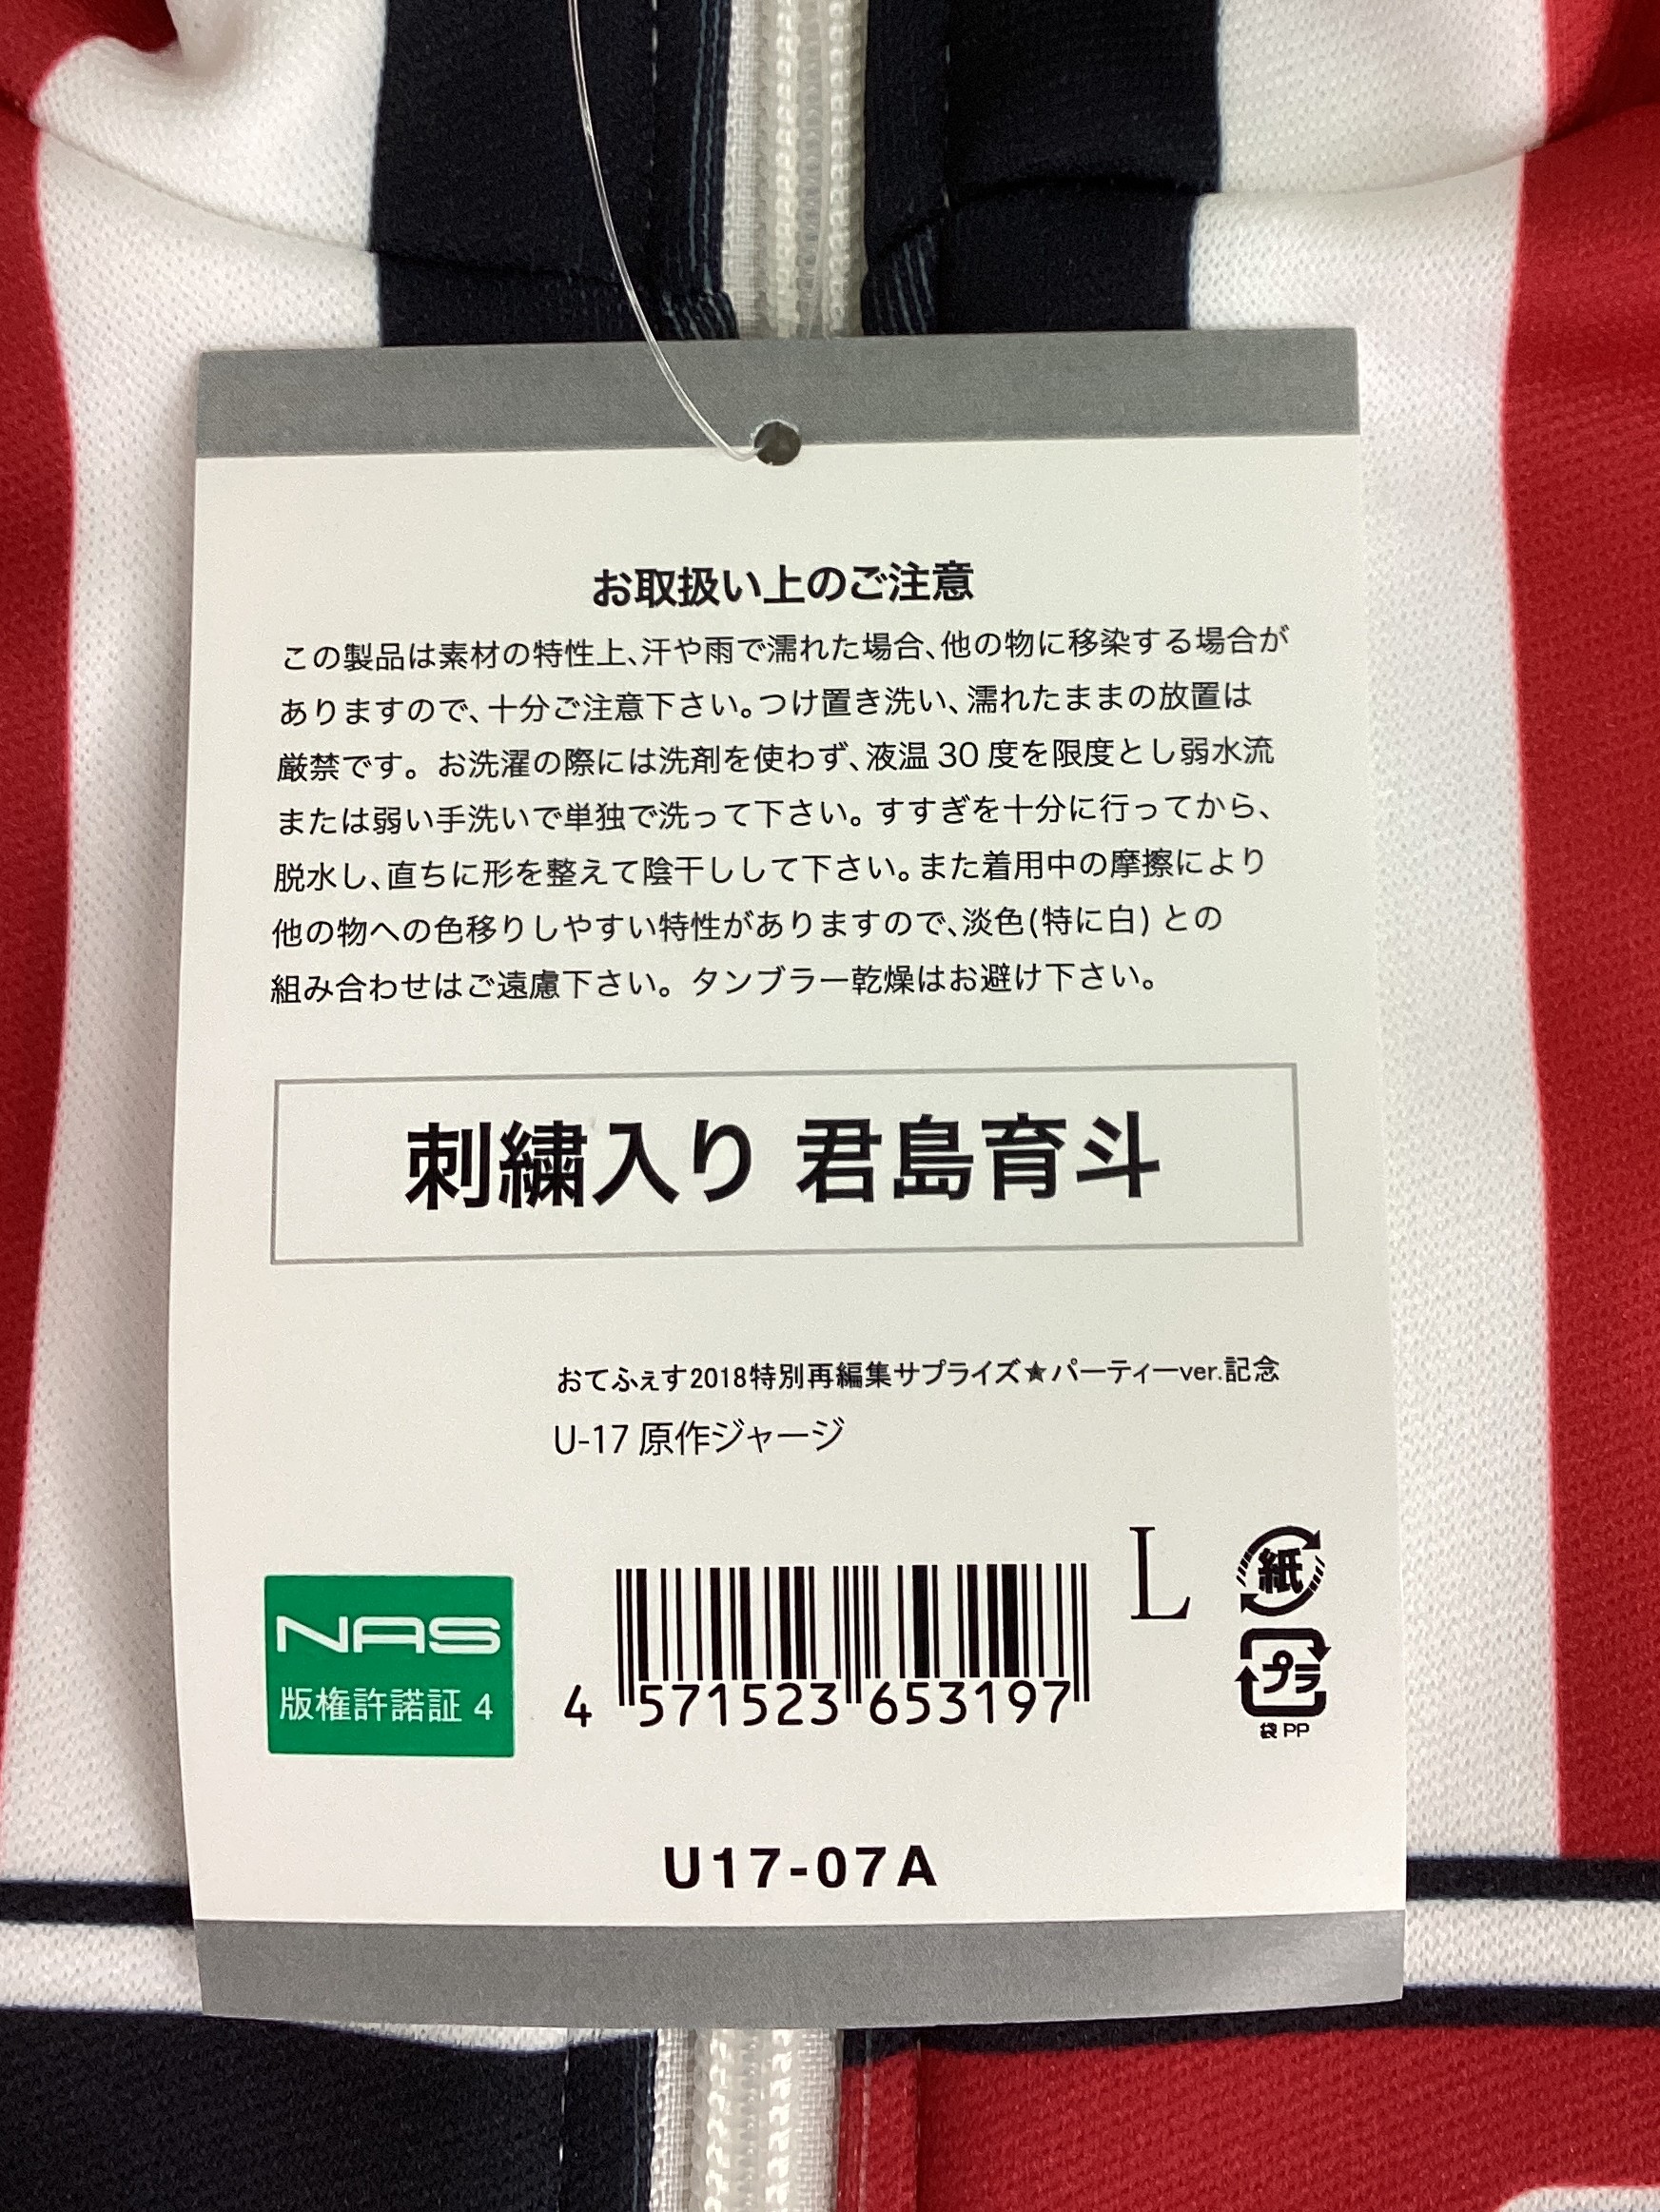 お取扱い上のご注意
この製品は素材の特性上、汗や雨で濡れた場合、他の物に移染する場合が
ありますので、十分ご注意下さい。つけ置き洗い、濡れたままの放置は
厳禁です。お洗濯の際には洗剤を使わず、液温 30 度を限度とし弱水流
または弱い手洗いで単独で洗って下さい。すすぎを十分に行ってから、
脱水し、直ちに形を整えて陰干しして下さい。また着用中の摩擦により
他の物への色移りしやすい特性がありますので、淡色(特に白) との
組み合わせはご遠慮下さい。タンブラー乾燥はお避け下さい。
刺繍入り 君島育斗
おてふぇす2018特別再編集サプライズ★パーティーver.記念
U-17 原作ジャージ
L
紙
プラ
袋 PP
NAS
版権許諾証 4
4 571523 653197
U17-07A